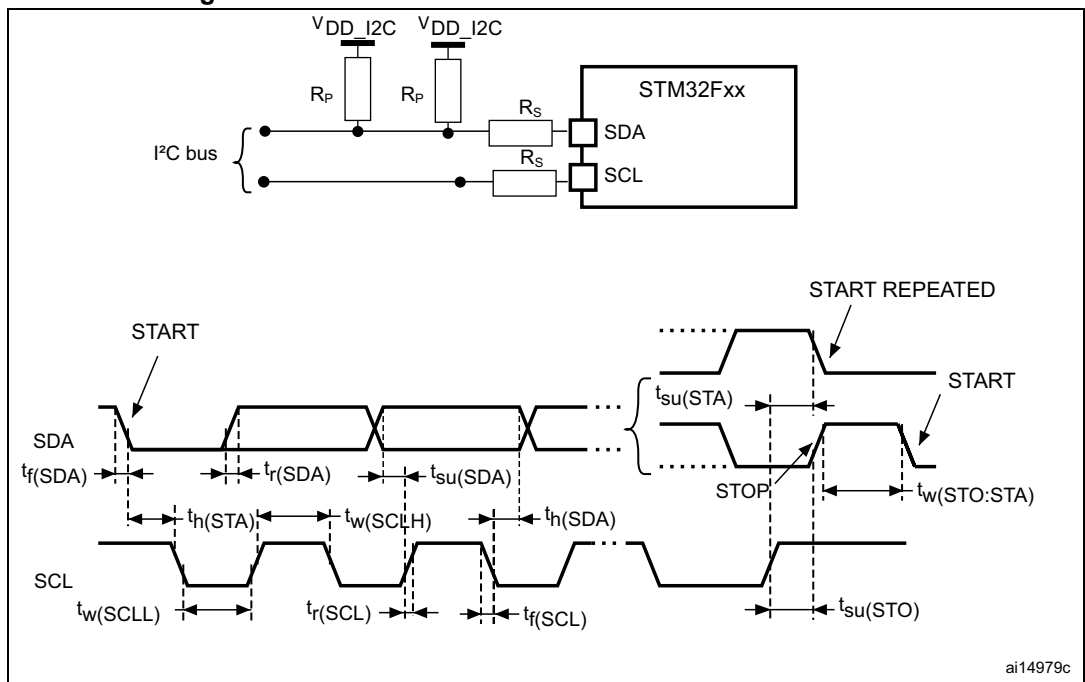 VDD_I2C VDD_I2C
RP RP
STM32Fxx
RS
SDA
I²C bus
RS
SCL
START REPEATED
START
START
tsu(STA)
SDA
tf(SDA)
tr(SDA)
tsu(SDA)
STOP
tw(STO:STA)
th(STA)
tw(SCLH)
th(SDA)
SCL
tw(SCLL)
tr(SCL)
tf(SCL)
tsu(STO)
ai14979c